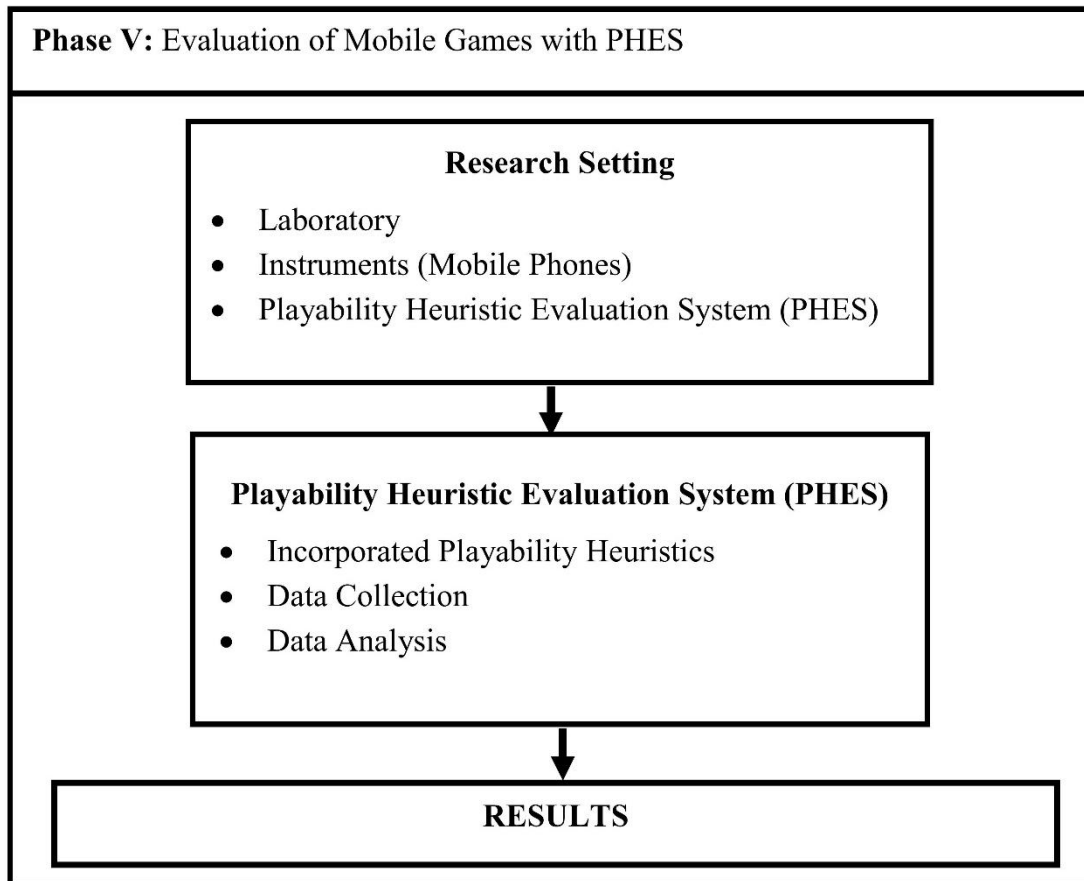 Phase V: Evaluation of Mobile Games with PHES
Research Setting
• Laboratory
• Instruments (Mobile Phones)
• Playability Heuristic Evaluation System (PHES)
Playability Heuristic Evaluation System (PHES)
• Incorporated Playability Heuristics
• Data Collection
• Data Analysis
RESULTS